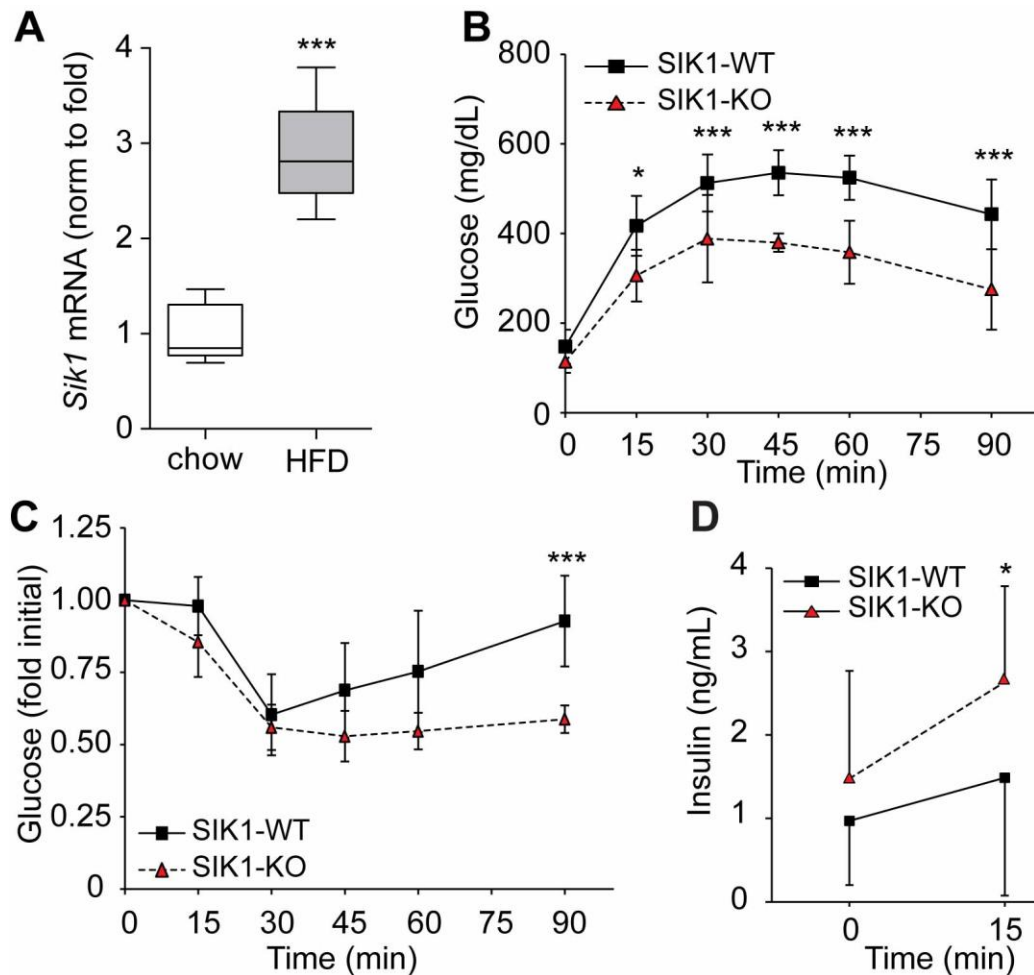 A
Sik1 mRNA (norm to fold)
4
3
2
1
0
***
chow
HFD
B
Glucose (mg/dL)
800
600
400
200
0
SIK1-WT
SIK1-KO
*
***
***
***
***
0 15 30 45 60 75 90
Time (min)
C
Glucose (fold initial)
1.25
1.00
0.75
0.50
0.25
0
***
SIK1-WT
SIK1-KO
0 15 30 45 60 75 90
Time (min)
D
Insulin (ng/mL)
4
3
2
1
0
SIK1-WT
SIK1-KO
*
0 15
Time (min)